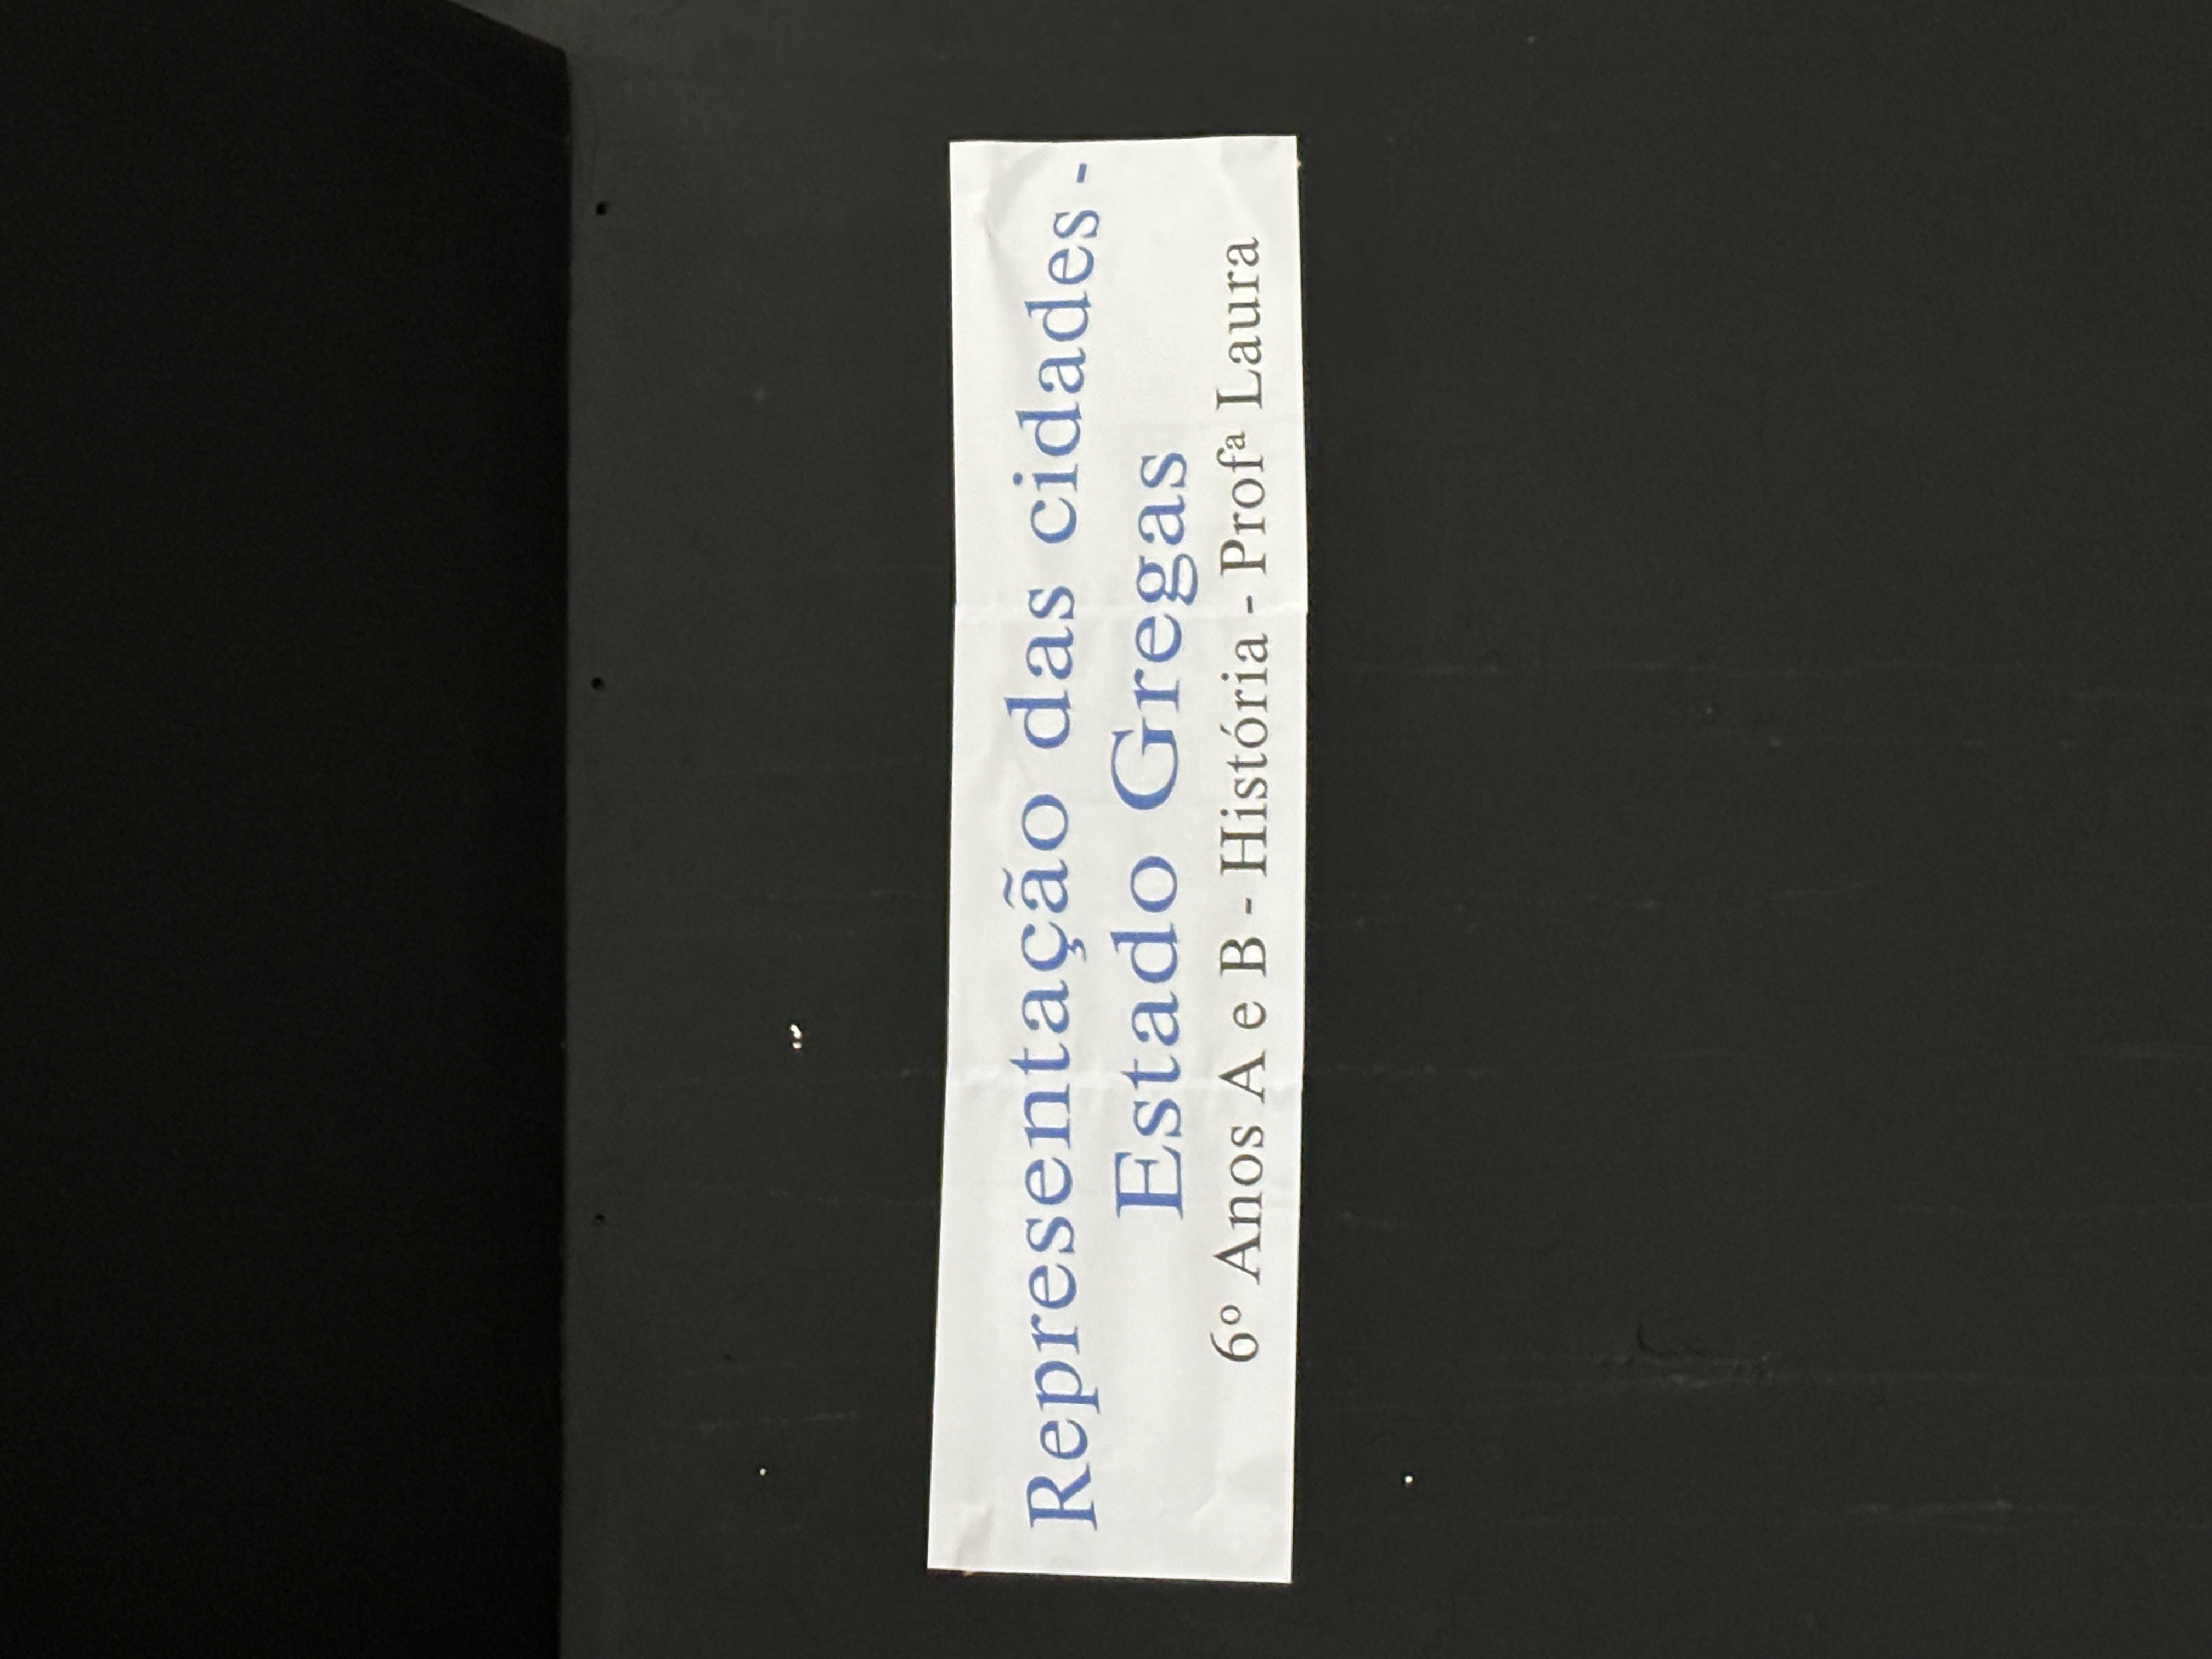 Representação das cidades -
Estado Gregas
6º Anos A e B - História - Profª Laura